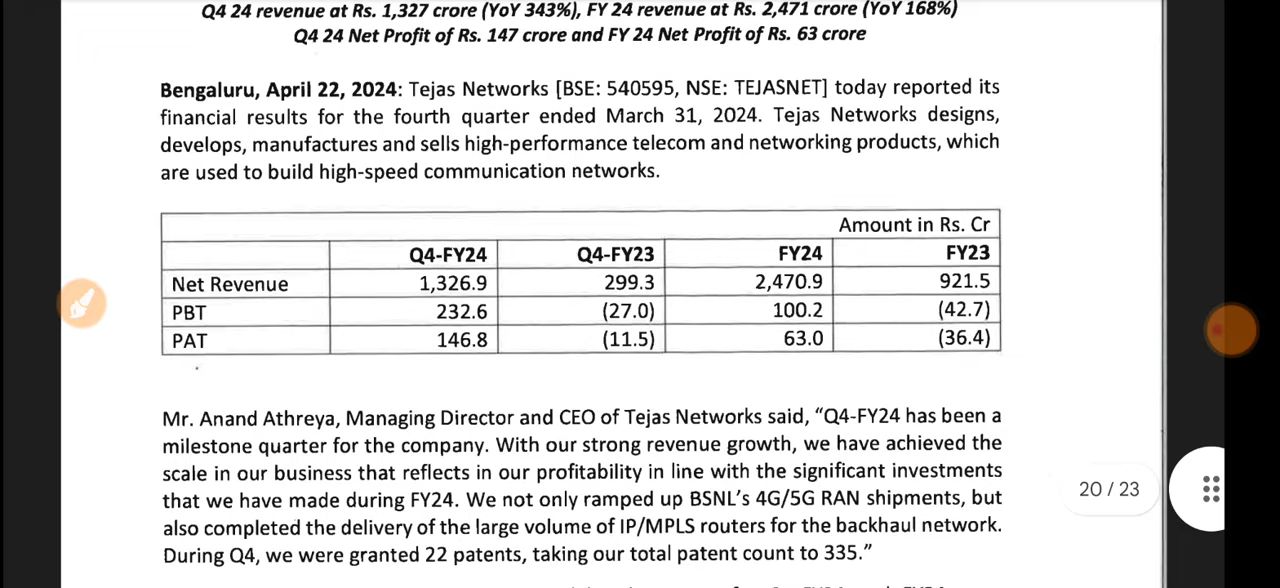 Q4 24 revenue at Rs. 1,327 crore (YoY 343%), FY 24 revenue at Rs. 2,471 crore (YoY 168%)
Q4 24 Net Profit of Rs. 147 crore and FY 24 Net Profit of Rs. 63 crore
Bengaluru, April 22, 2024: Tejas Networks [BSE: 540595, NSE: TEJASNET] today reported its
financial results for the fourth quarter ended March 31, 2024. Tejas Networks designs,
develops, manufactures and sells high-performance telecom and networking products, which
are used to build high-speed communication networks.
Amount in Rs. Cr
Q4-FY24 Q4-FY23 FY24 FY23
Net Revenue 1,326.9 299.3 2,470.9 921.5
PBT 232.6 (27.0) 100.2 (42.7)
PAT 146.8 (11.5) 63.0 (36.4)
Mr. Anand Athreya, Managing Director and CEO of Tejas Networks said, “Q4-FY24 has been a
milestone quarter for the company. With our strong revenue growth, we have achieved the
scale in our business that reflects in our profitability in line with the significant investments
that we have made during FY24. We not only ramped up BSNL’s 4G/5G RAN shipments, but
also completed the delivery of the large volume of IP/MPLS routers for the backhaul network.
During Q4, we were granted 22 patents, taking our total patent count to 335.”
20 / 23